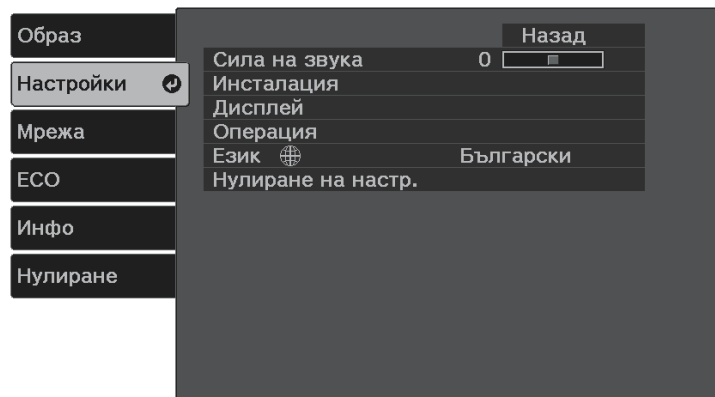 Образ
Настройки
Мрежа
ECO
Инфо
Нулиране
Назад
Сила на звука 0
Инсталация
Дисплей
Операция
Език Български
Нулиране на настр.